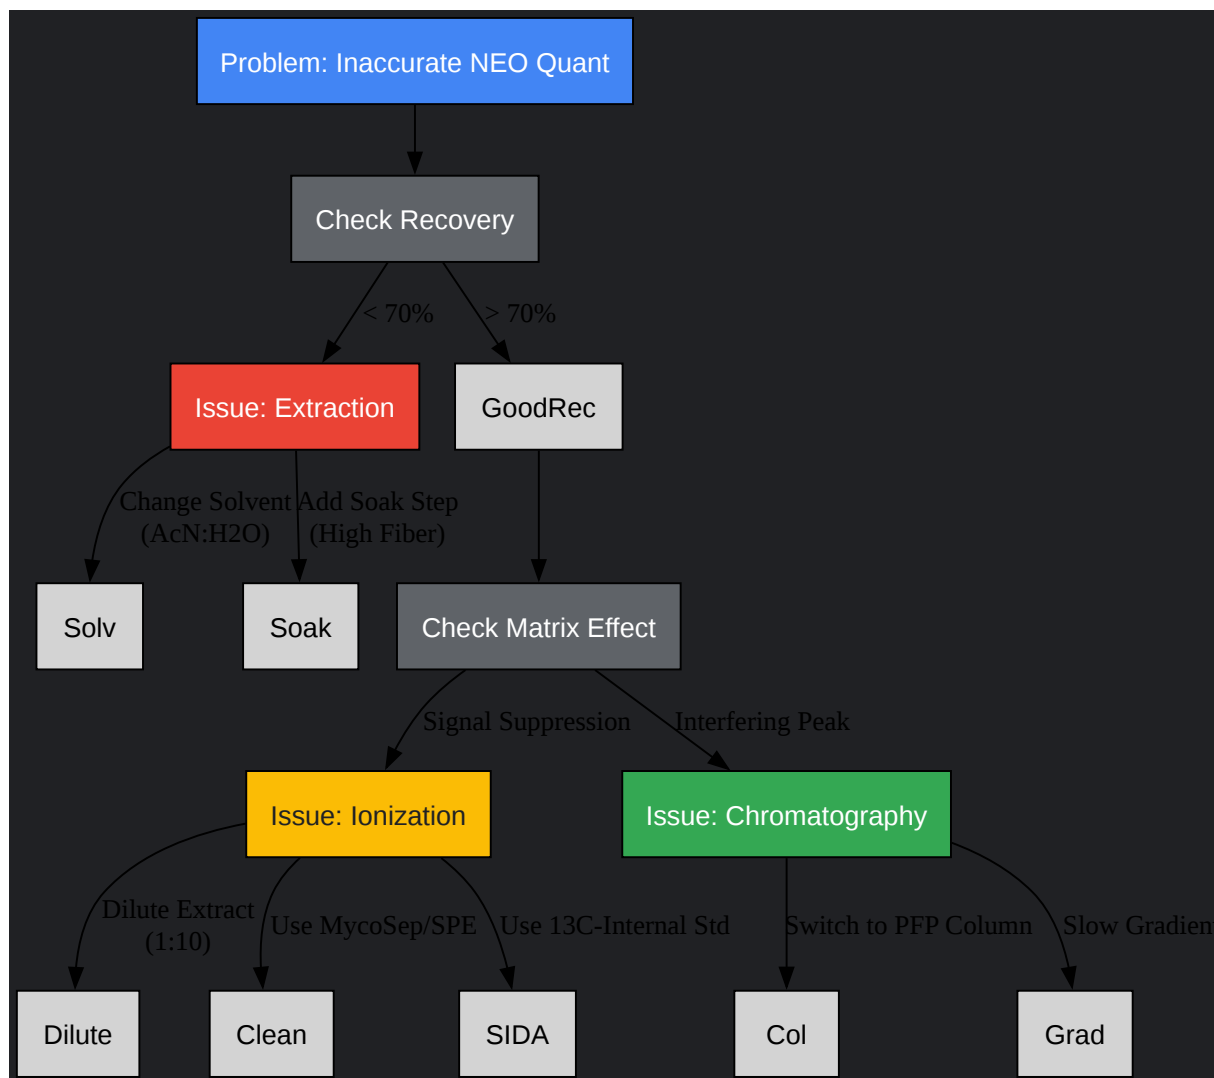 Problem: Inaccurate NEO Quant
Check Recovery
< 70%
> 70%
Issue: Extraction
GoodRec
Change Solvent
(AcN:H2O)
Add Soak Step
(High Fiber)
Solv
Soak
Check Matrix Effect
Signal Suppression
Interfering Peak
Issue: Ionization
Issue: Chromatography
Dilute Extract
(1:10)
Use MycoSep/SPE
Use 13C-Internal Std
Switch to PFP Column
Slow Gradien
Dilute
Clean
SIDA
Col
Grad